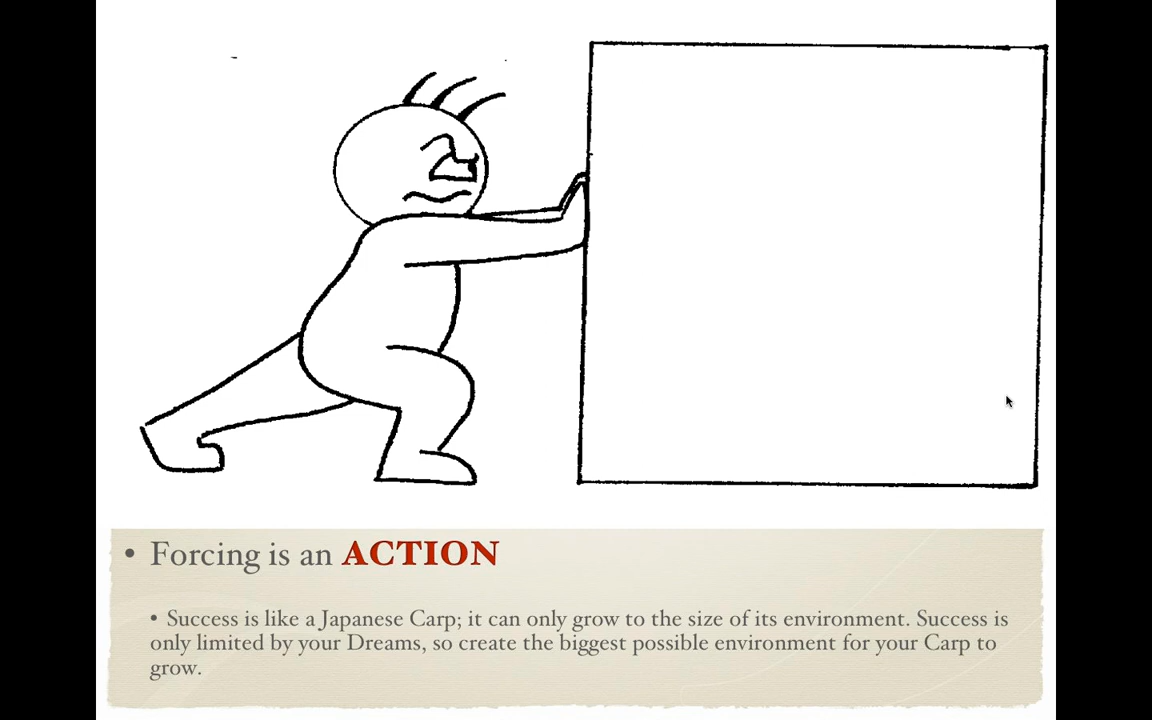 • Forcing is an ACTION
• Success is like a Japanese Carp; it can only grow to the size of its environment. Success is
only limited by your Dreams, so create the biggest possible environment for your Carp to
grow.